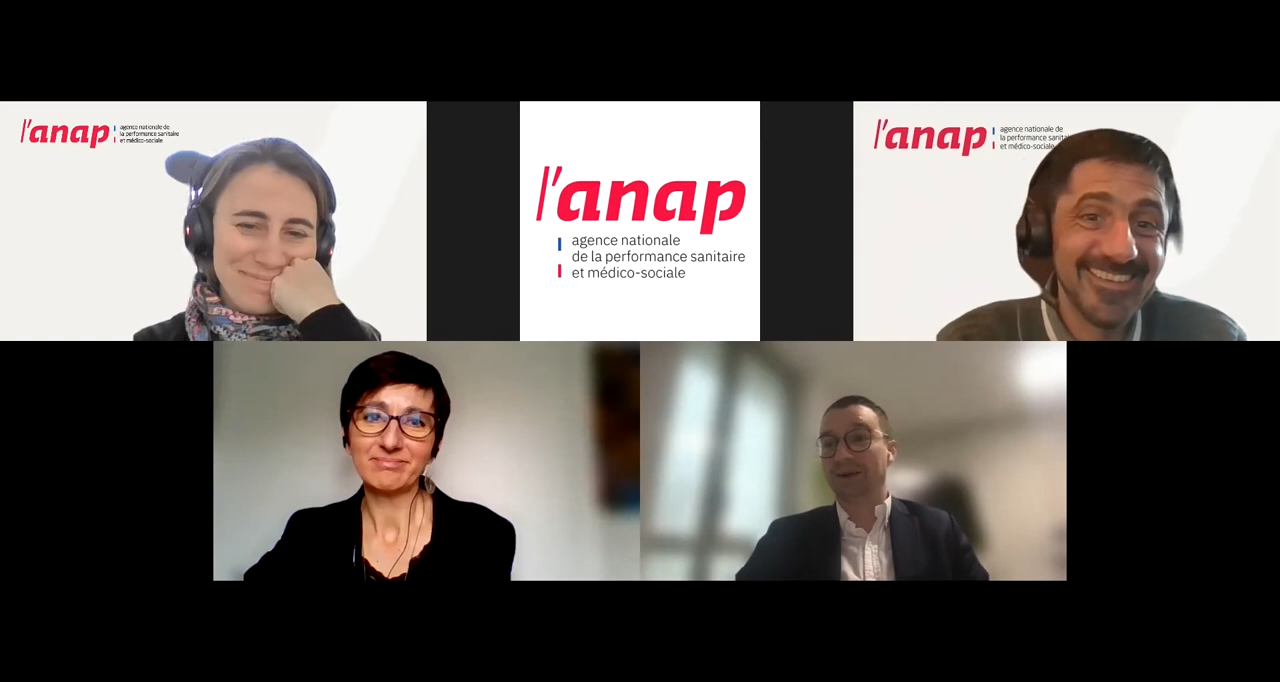 l'anap
agence nationale de
la performance sanitaire
et médico-sociale
l'anap
agence nationale
de la performance sanitaire
et médico-sociale
l'anap
agence nationale de
la performance
et médico-sociale